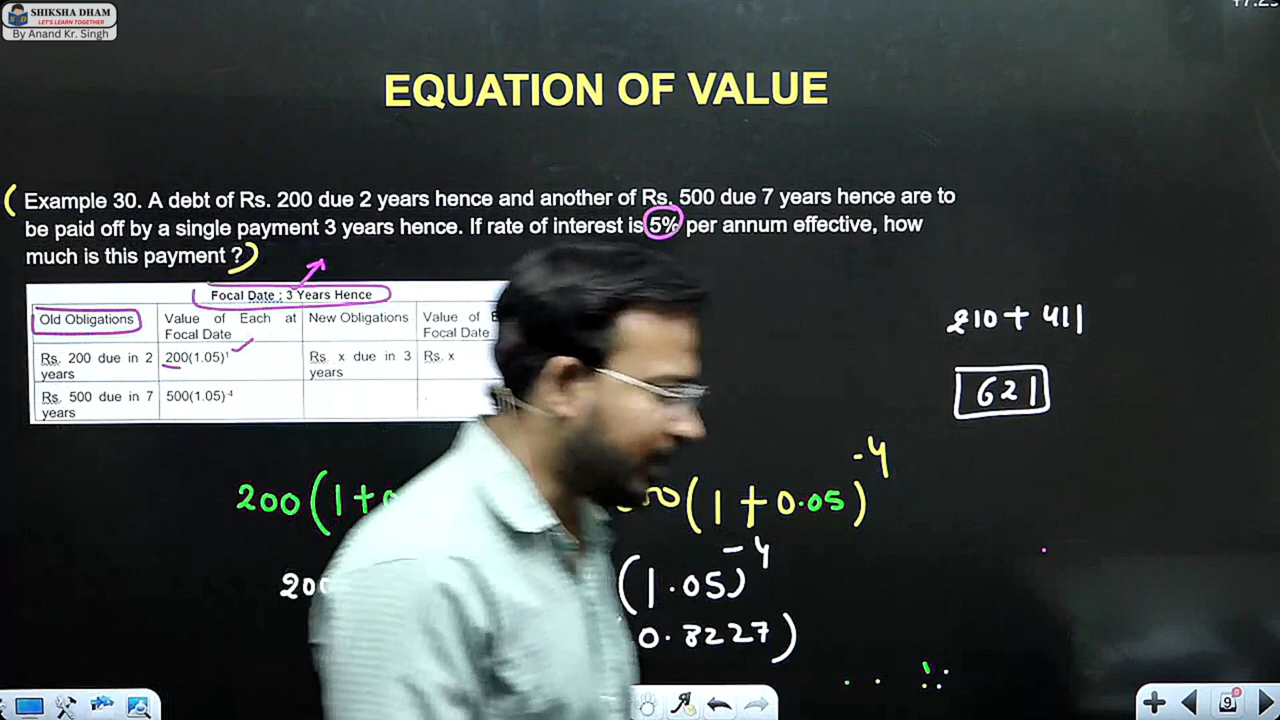 SHIKSHA DHAM
LET'S LEARN TOGETHER
By Anand Kr. Singh
EQUATION OF VALUE
( Example 30. A debt of Rs. 200 due 2 years hence and another of Rs. 500 due 7 years hence are to
be paid off by a single payment 3 years hence. If rate of interest is 5% per annum effective, how
much is this payment ? )
Focal Date : 3 Years Hence
Old Obligations Value of Each at Focal Date New Obligations Value of Focal Date
Rs. 200 due in 2 years 200(1.05)¹ Rs. x due in 3 years Rs. x
Rs. 500 due in 7 years 500(1.05)⁻⁴
210 + 411
621
200(1+0 00(1+0.05)⁻⁴
200 (1.05)⁻⁴
0.8227)
9